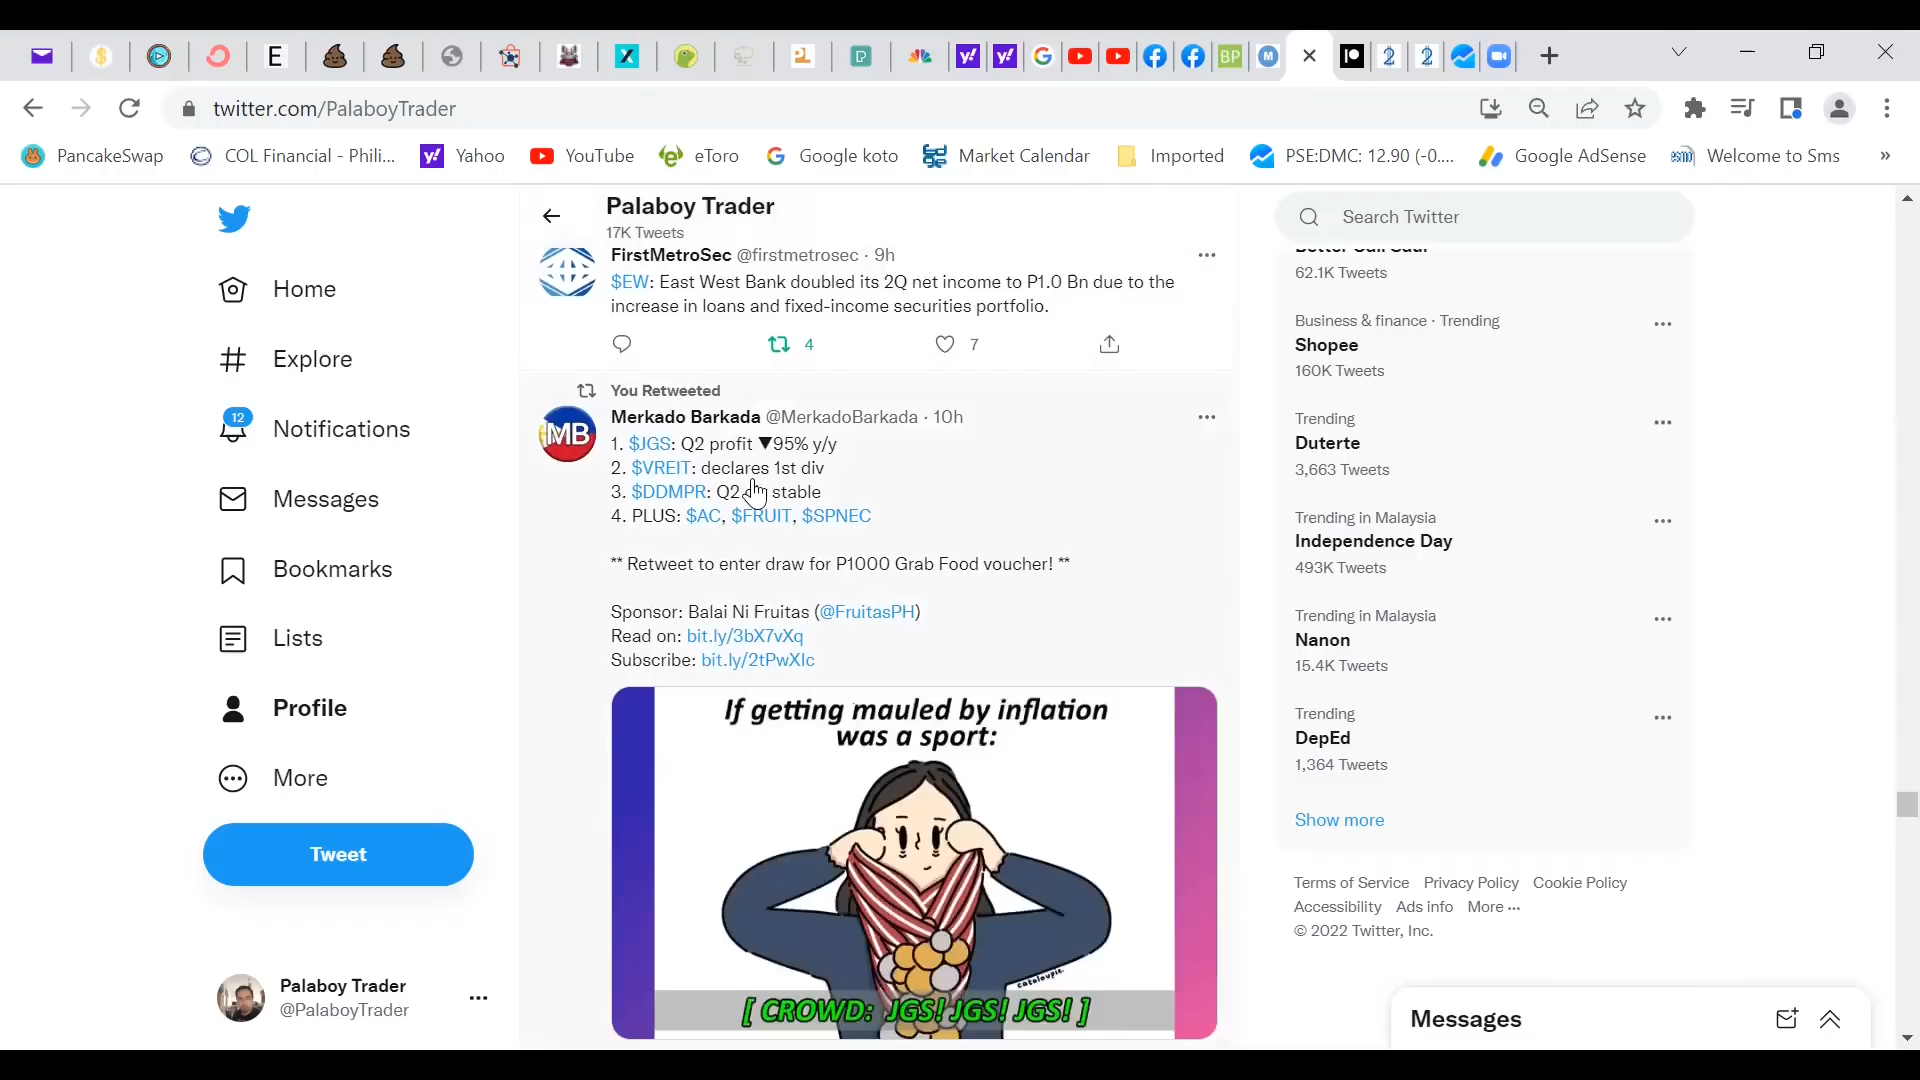 twitter.com/PalaboyTrader
PancakeSwap
COL Financial - Phili...
Yahoo
YouTube
eToro
Google koto
Market Calendar
Imported
PSE:DMC: 12.90 (-0....
Google AdSense
Welcome to Sms
»
Home
Explore
12
Notifications
Messages
Bookmarks
Lists
Profile
More
Tweet
Palaboy Trader
@PalaboyTrader
Palaboy Trader
17K Tweets
FirstMetroSec @firstmetrosec · 9h
$EW: East West Bank doubled its 2Q net income to P1.0 Bn due to the
increase in loans and fixed-income securities portfolio.
4
7
You Retweeted
MB
Merkado Barkada @MerkadoBarkada · 10h
1. $JGS: Q2 profit ▼95% y/y
2. $VREIT: declares 1st div
3. $DDMPR: Q2 stable
4. PLUS: $AC, $FRUIT, $SPNEC
** Retweet to enter draw for P1000 Grab Food voucher! **
Sponsor: Balai Ni Fruitas (@FruitasPH)
Read on: bit.ly/3bX7vXq
Subscribe: bit.ly/2tPwXIc
If getting mauled by inflation
was a sport:
[ CROWD: JGS! JGS! JGS! ]
Search Twitter
Better Call Saul
62.1K Tweets
Business & finance · Trending
Shopee
160K Tweets
Trending
Duterte
3,663 Tweets
Trending in Malaysia
Independence Day
493K Tweets
Trending in Malaysia
Nanon
15.4K Tweets
Trending
DepEd
1,364 Tweets
Show more
Terms of Service Privacy Policy Cookie Policy
Accessibility Ads info More ···
© 2022 Twitter, Inc.
Messages